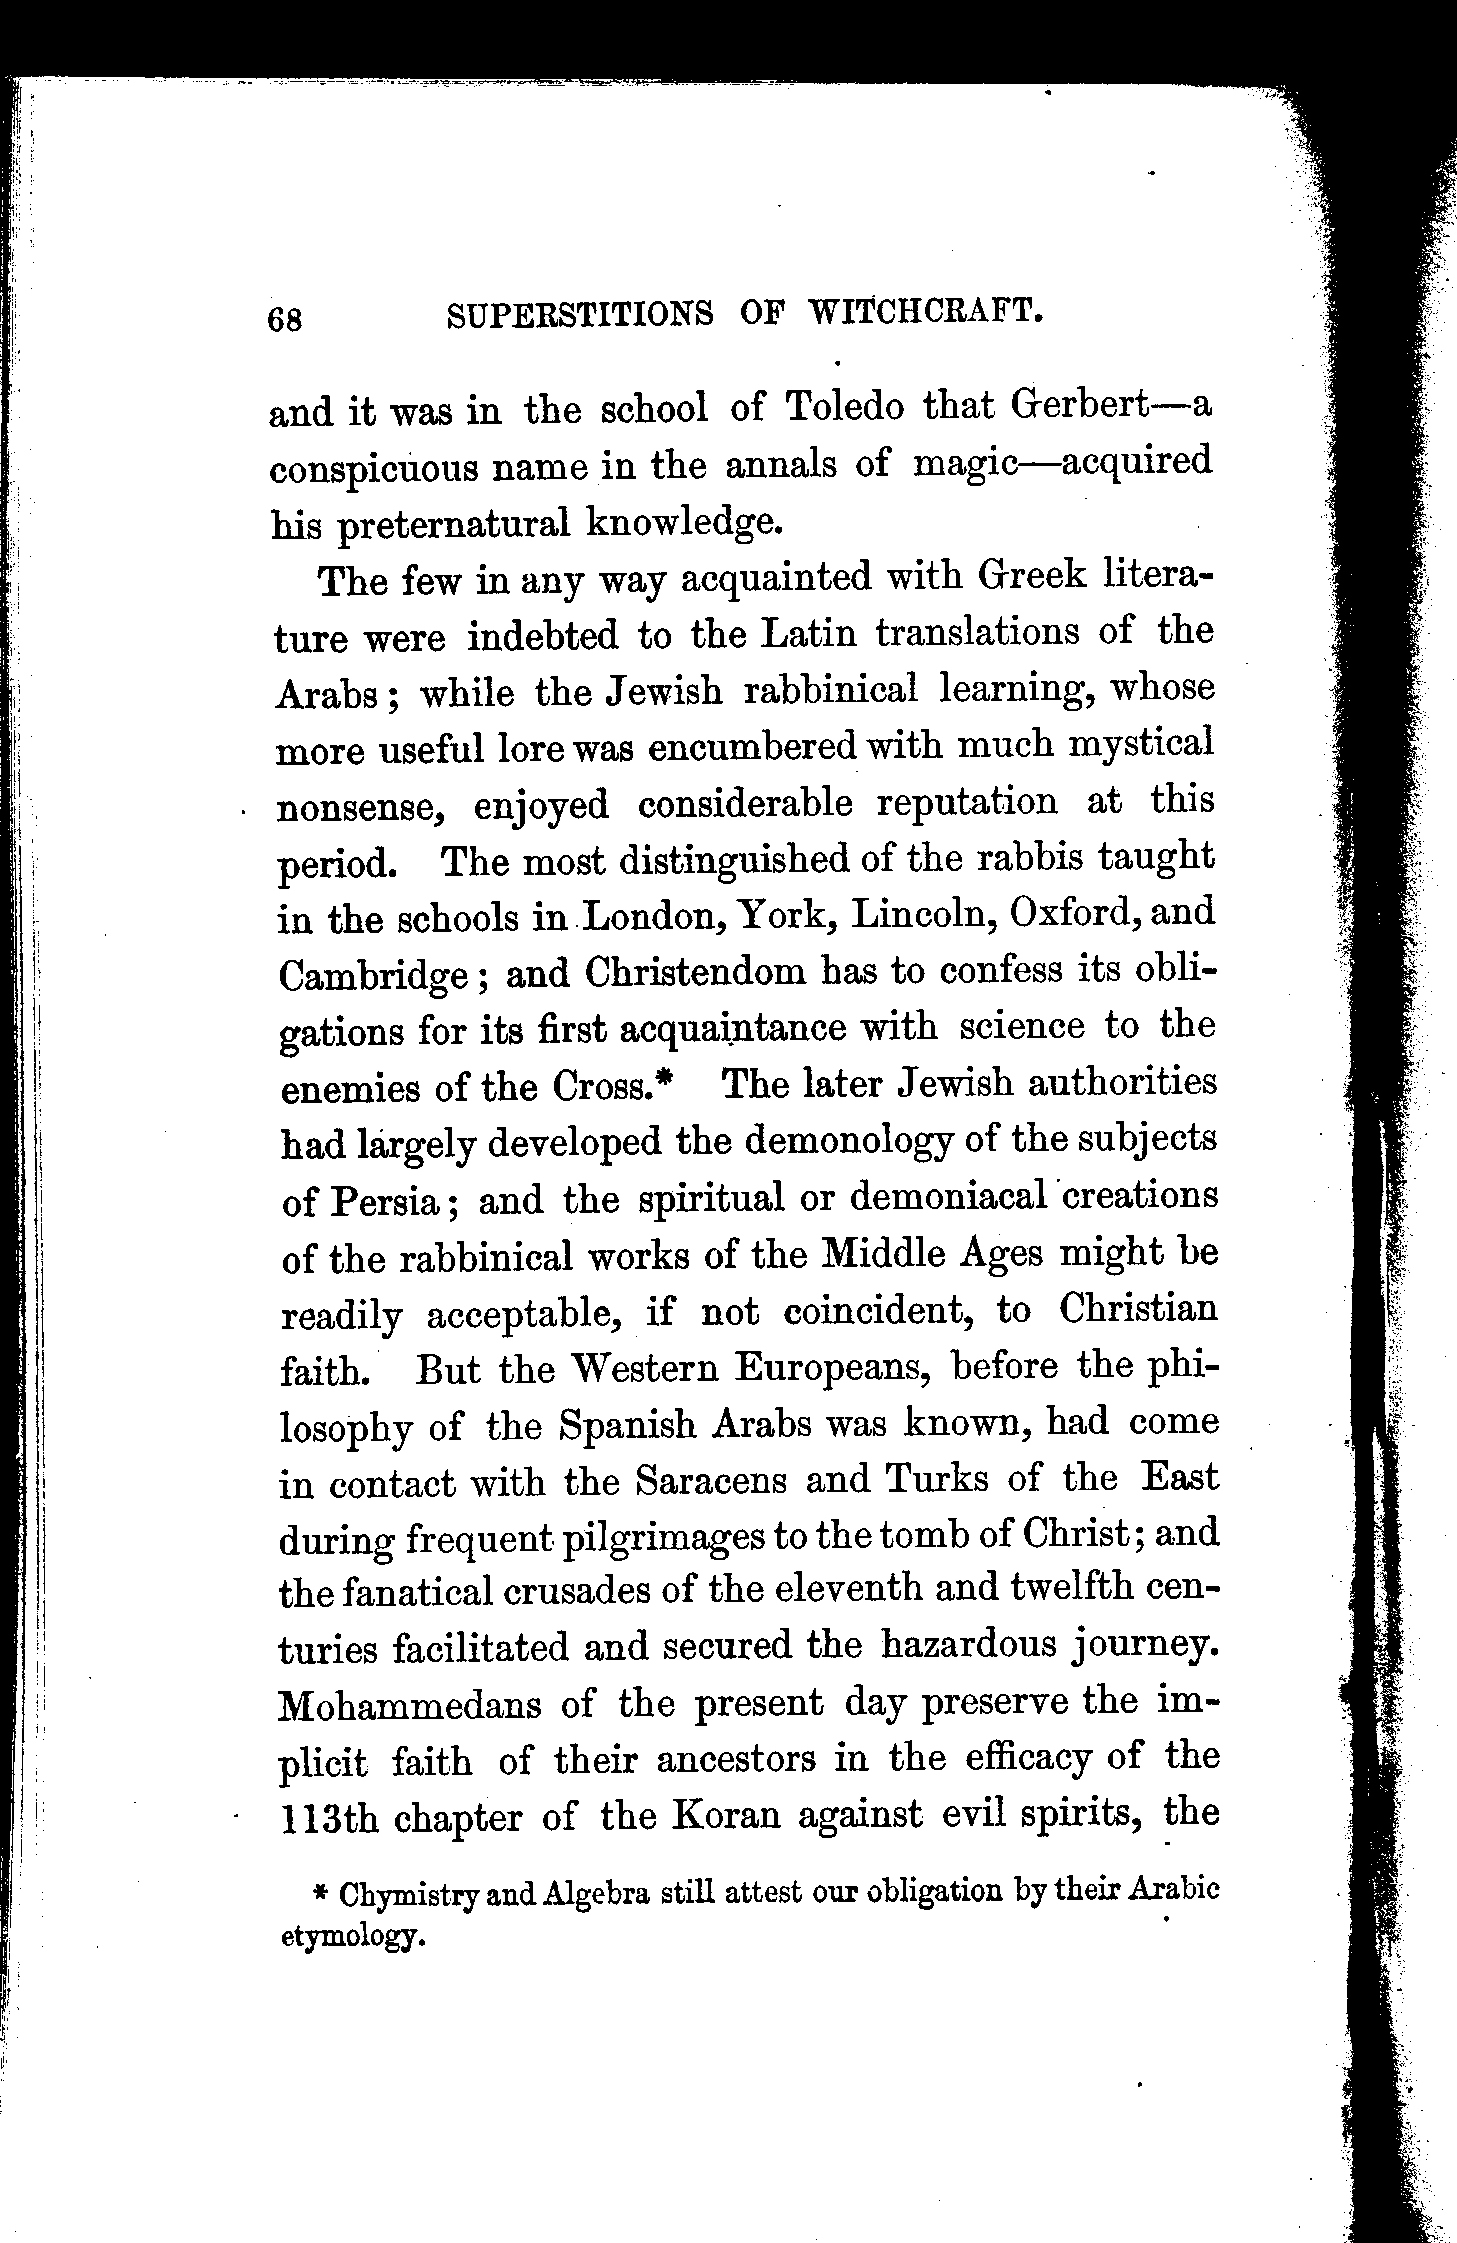 68 SUPERSTITIONS OF WITCHCRAFT.
and it was in the school of Toledo that Gerbert—a
conspicuous name in the annals of magic—acquired
his preternatural knowledge.
The few in any way acquainted with Greek litera-
ture were indebted to the Latin translations of the
Arabs; while the Jewish rabbinical learning, whose
more useful lore was encumbered with much mystical
nonsense, enjoyed considerable reputation at this
period. The most distinguished of the rabbis taught
in the schools in London, York, Lincoln, Oxford, and
Cambridge; and Christendom has to confess its obli-
gations for its first acquaintance with science to the
enemies of the Cross.* The later Jewish authorities
had largely developed the demonology of the subjects
of Persia; and the spiritual or demoniacal creations
of the rabbinical works of the Middle Ages might be
readily acceptable, if not coincident, to Christian
faith. But the Western Europeans, before the phi-
losophy of the Spanish Arabs was known, had come
in contact with the Saracens and Turks of the East
during frequent pilgrimages to the tomb of Christ; and
the fanatical crusades of the eleventh and twelfth cen-
turies facilitated and secured the hazardous journey.
Mohammedans of the present day preserve the im-
plicit faith of their ancestors in the efficacy of the
113th chapter of the Koran against evil spirits, the
* Chymistry and Algebra still attest our obligation by their Arabic
etymology.